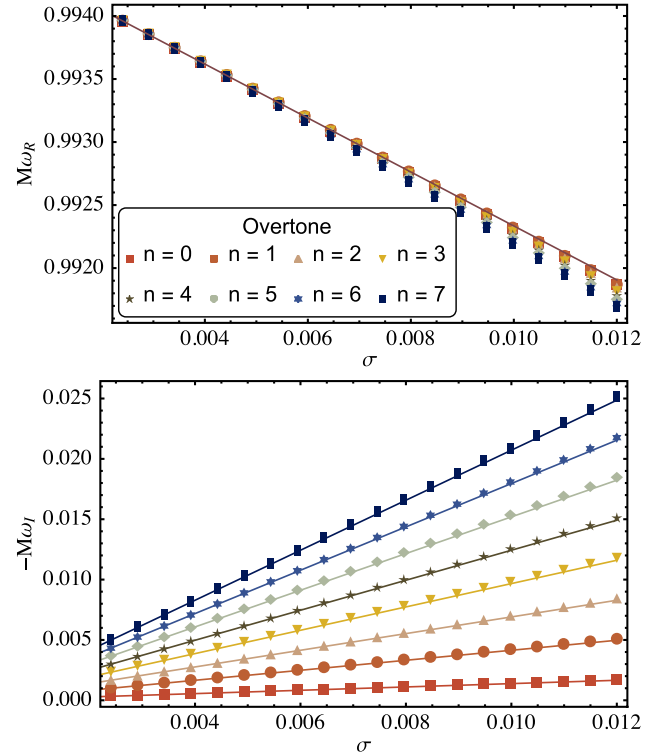 0.9940
0.9935
0.9930
0.9925
0.9920
Mω_R
Overtone
n = 0 n = 1 n = 2 n = 3
n = 4 n = 5 n = 6 n = 7
0.004 0.006 0.008 0.010 0.012
σ
0.025
0.020
0.015
0.010
0.005
0.000
−Mω_I
0.004 0.006 0.008 0.010 0.012
σ